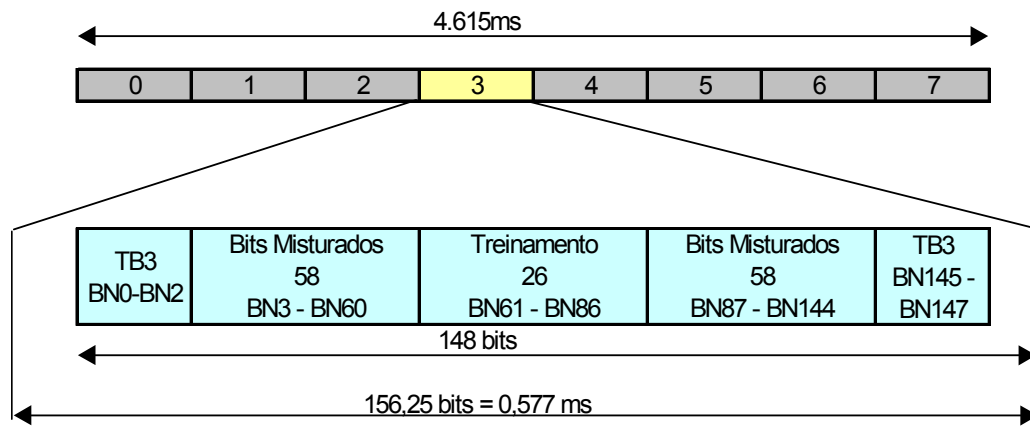 4.615ms
0 1 2 3 4 5 6 7
TB3
BN0-BN2
Bits Misturados
58
BN3 - BN60
Treinamento
26
BN61 - BN86
Bits Misturados
58
BN87 - BN144
TB3
BN145 -
BN147
148 bits
156,25 bits = 0,577 ms